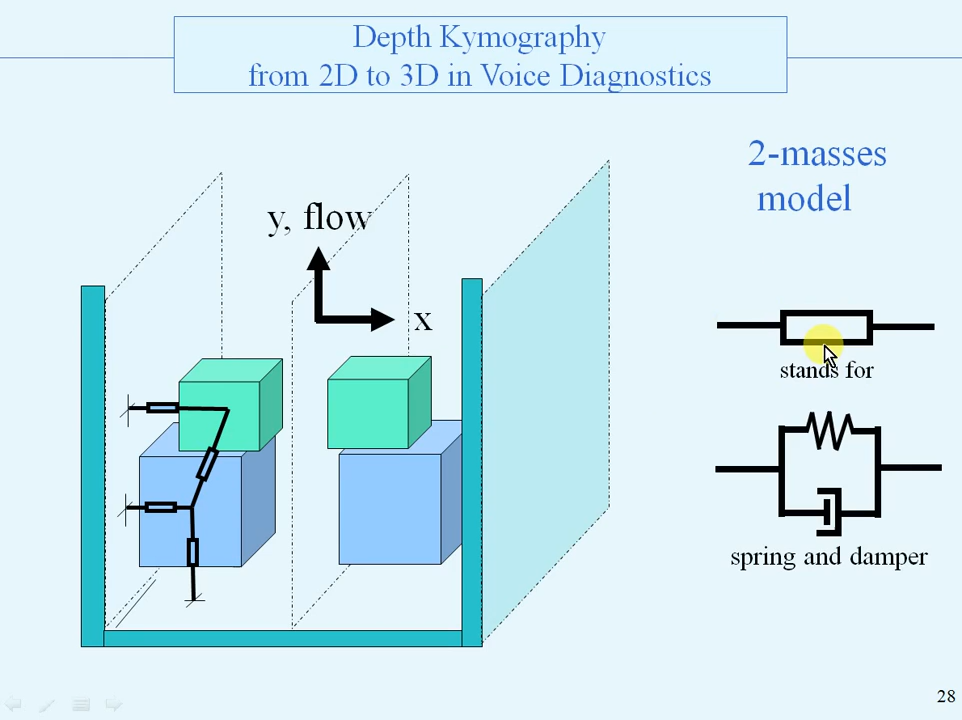 Depth Kymography
from 2D to 3D in Voice Diagnostics
2-masses
model
y, flow
x
stands for
spring and damper
28